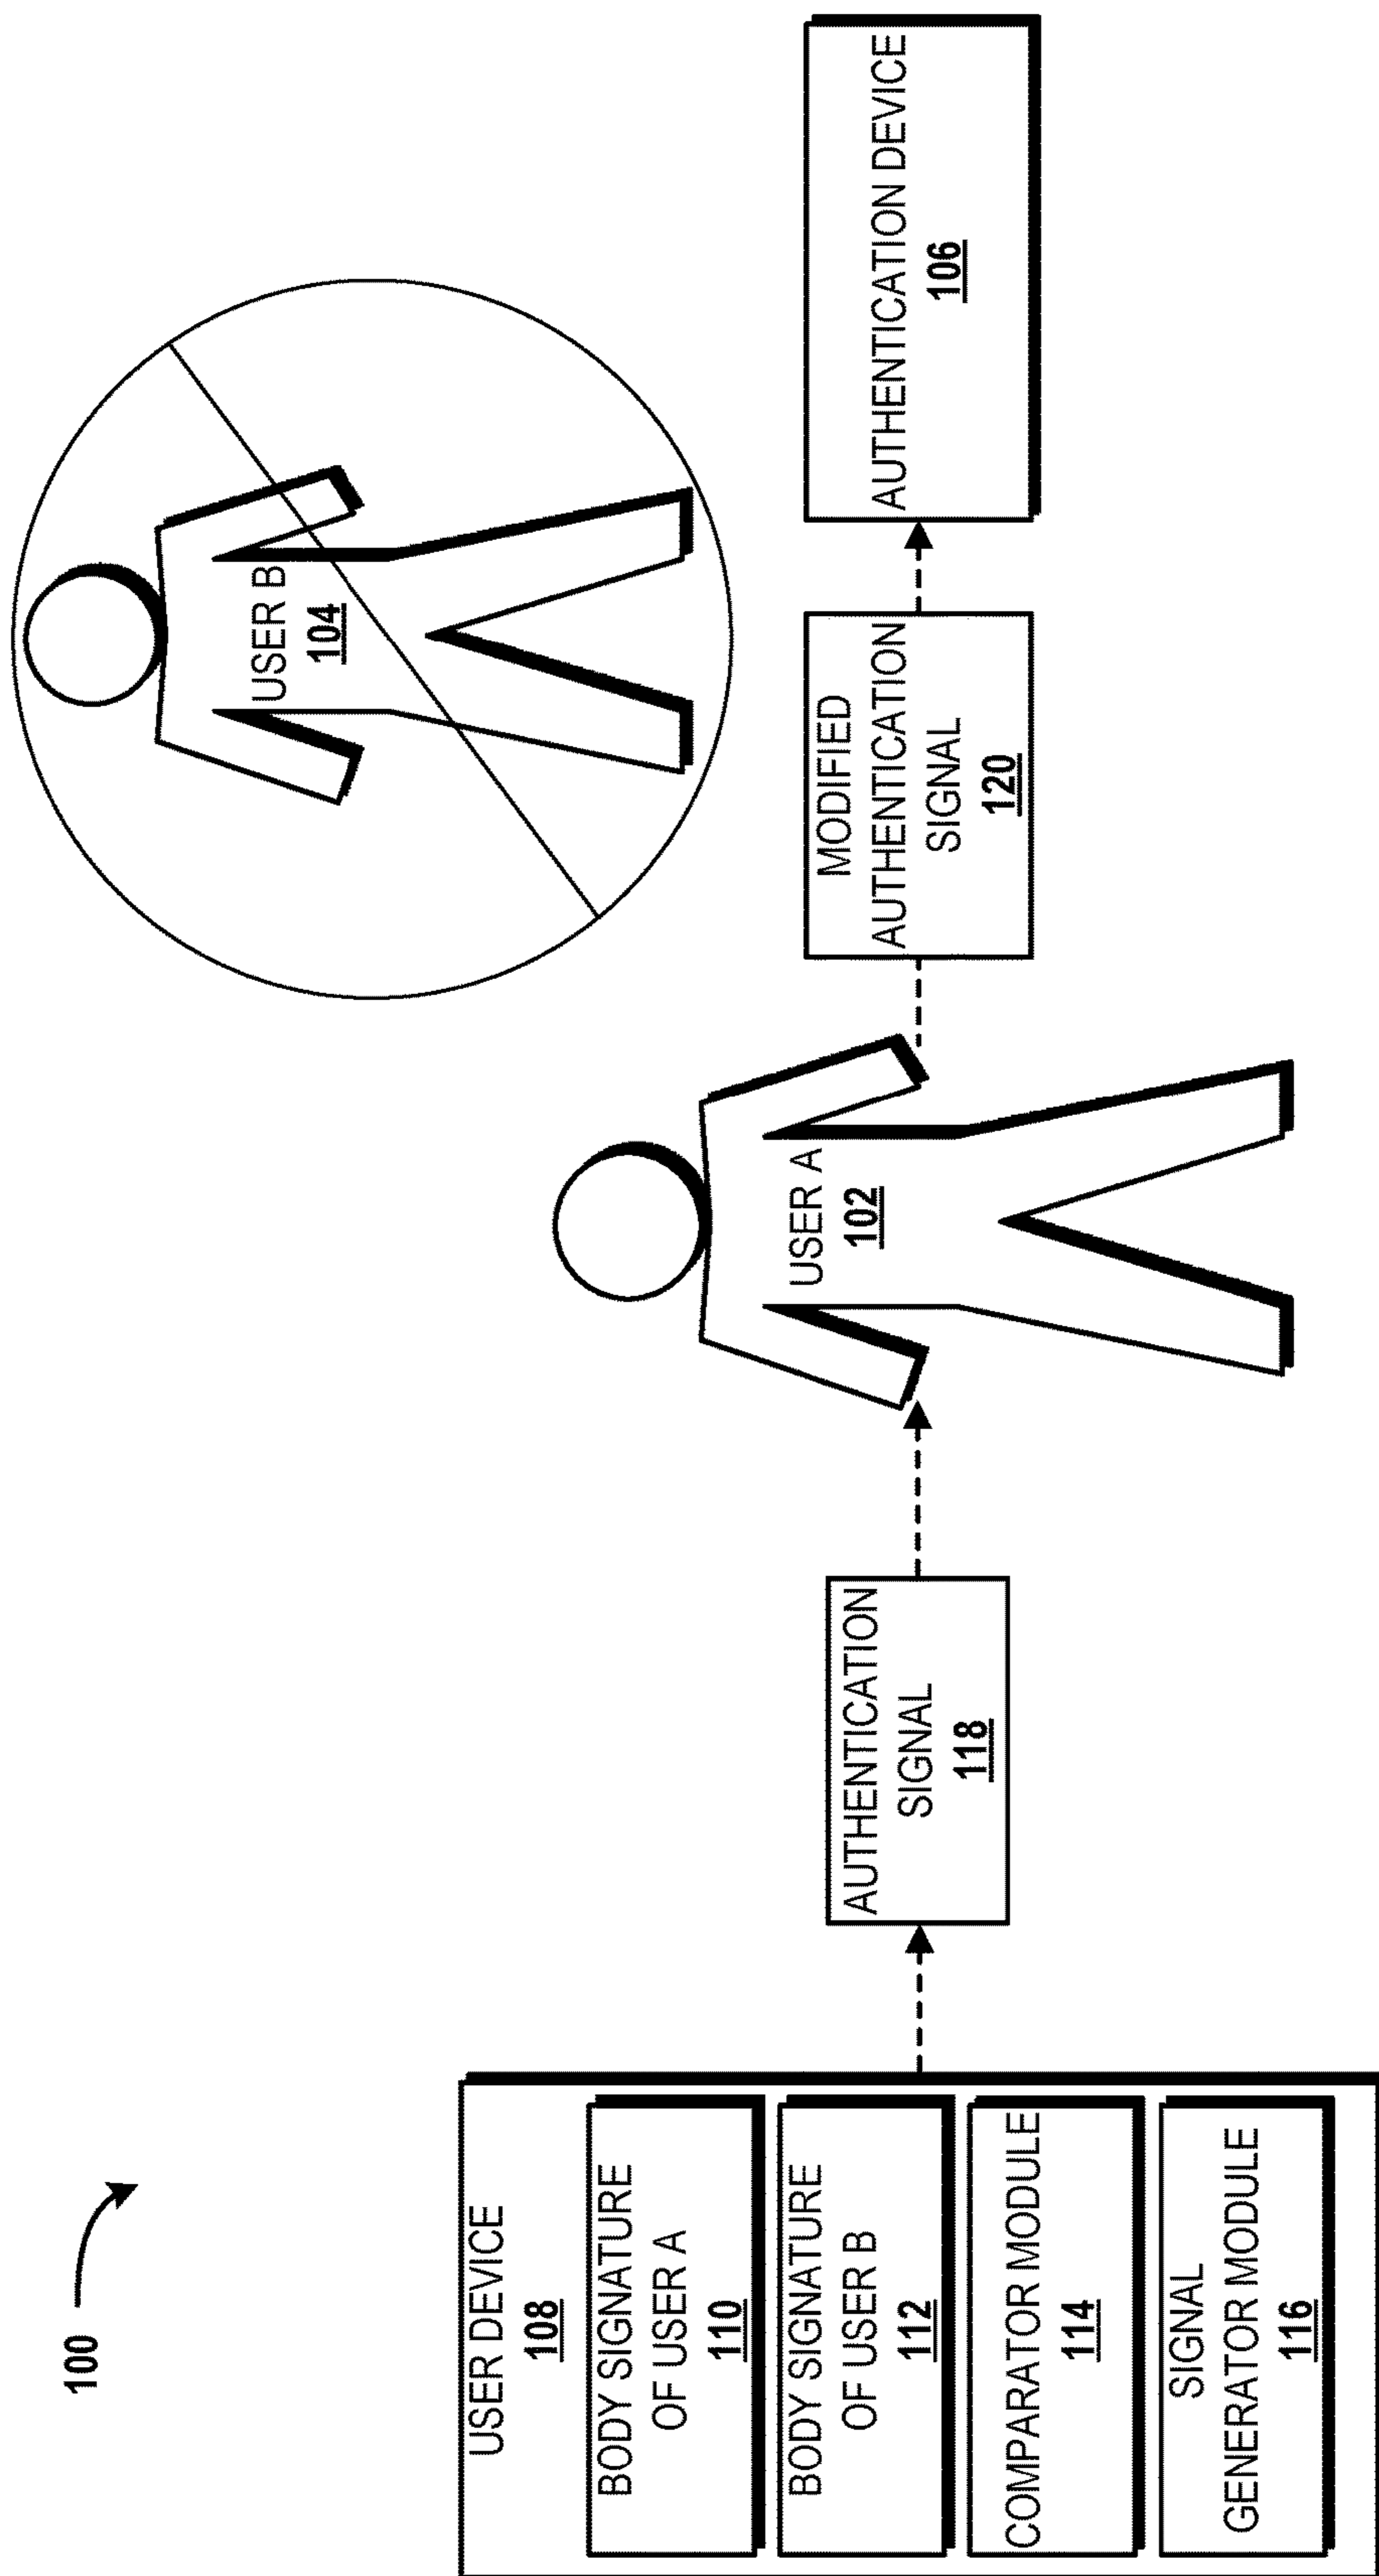 100
USER DEVICE
108
BODY SIGNATURE
OF USER A
110
BODY SIGNATURE
OF USER B
112
COMPARATOR MODULE
114
SIGNAL
GENERATOR MODULE
116
AUTHENTICATION
SIGNAL
118
USER A
102
USER B
104
MODIFIED
AUTHENTICATION
SIGNAL
120
AUTHENTICATION DEVICE
106